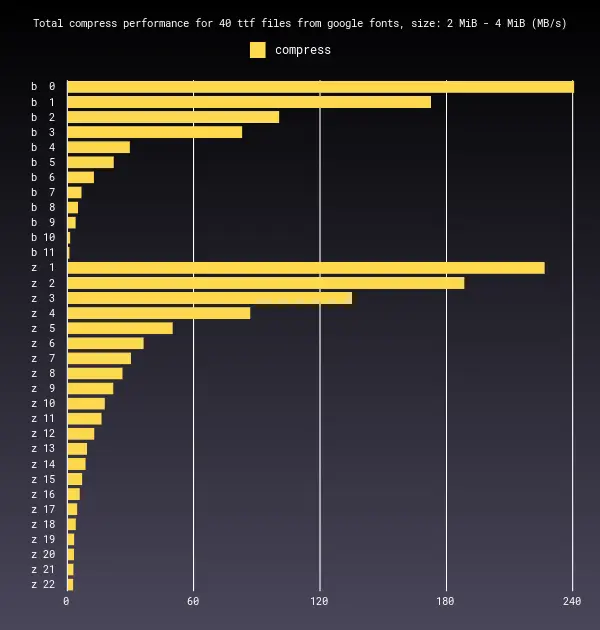 Total compress performance for 40 ttf files from google fonts, size: 2 MiB - 4 MiB (MB/s)
compress
b 0
b 1
b 2
b 3
b 4
b 5
b 6
b 7
b 8
b 9
b 10
b 11
z 1
z 2
z 3
z 4
z 5
z 6
z 7
z 8
z 9
z 10
z 11
z 12
z 13
z 14
z 15
z 16
z 17
z 18
z 19
z 20
z 21
z 22
0 60 120 180 240